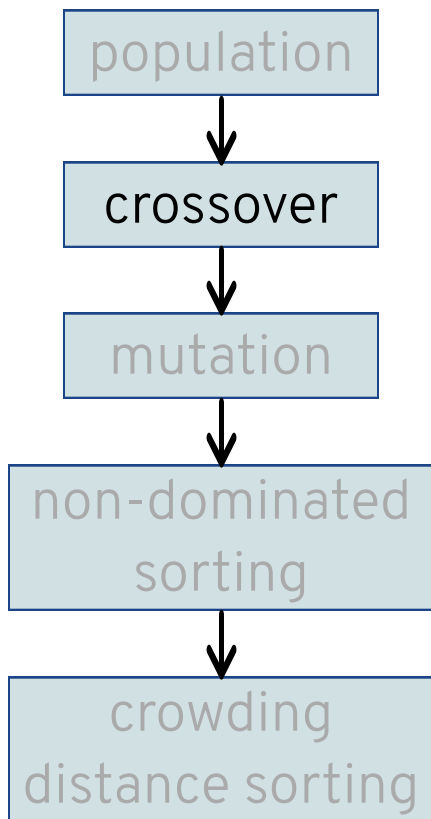 population
crossover
mutation
non-dominated
sorting
crowding
distance sorting